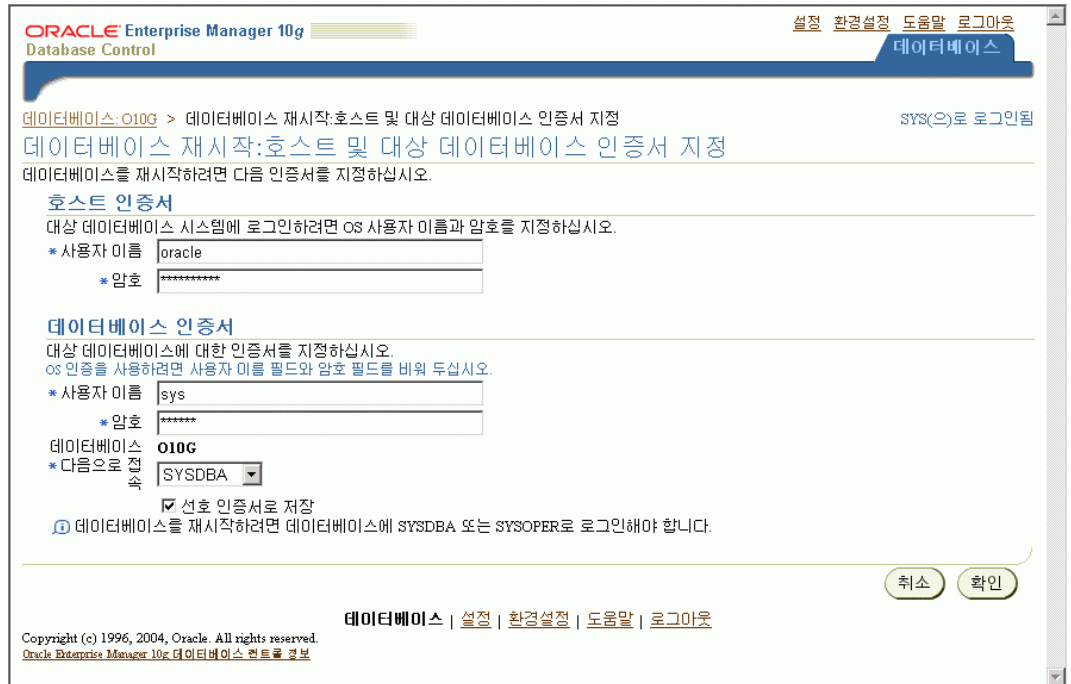 ORACLE Enterprise Manager 10g
Database Control
설정 환경설정 도움말 로그아웃
데이터베이스
데이터베이스: O10G > 데이터베이스 재시작:호스트 및 대상 데이터베이스 인증서 지정
SYS(으)로 로그인됨
데이터베이스 재시작:호스트 및 대상 데이터베이스 인증서 지정
데이터베이스를 재시작하려면 다음 인증서를 지정하십시오.
호스트 인증서
대상 데이터베이스 시스템에 로그인하려면 OS 사용자 이름과 암호를 지정하십시오.
* 사용자 이름 oracle
* 암호 **********
데이터베이스 인증서
대상 데이터베이스에 대한 인증서를 지정하십시오.
OS 인증을 사용하려면 사용자 이름 필드와 암호 필드를 비워 두십시오.
* 사용자 이름 sys
* 암호 ******
데이터베이스 O10G
* 다음으로 접
속 SYSDBA
선호 인증서로 저장
데이터베이스를 재시작하려면 데이터베이스에 SYSDBA 또는 SYSOPER로 로그인해야 합니다.
취소 확인
데이터베이스 | 설정 | 환경설정 | 도움말 | 로그아웃
Copyright (c) 1996, 2004, Oracle. All rights reserved.
Oracle Enterprise Manager 10g 데이터베이스 컨트롤 정보